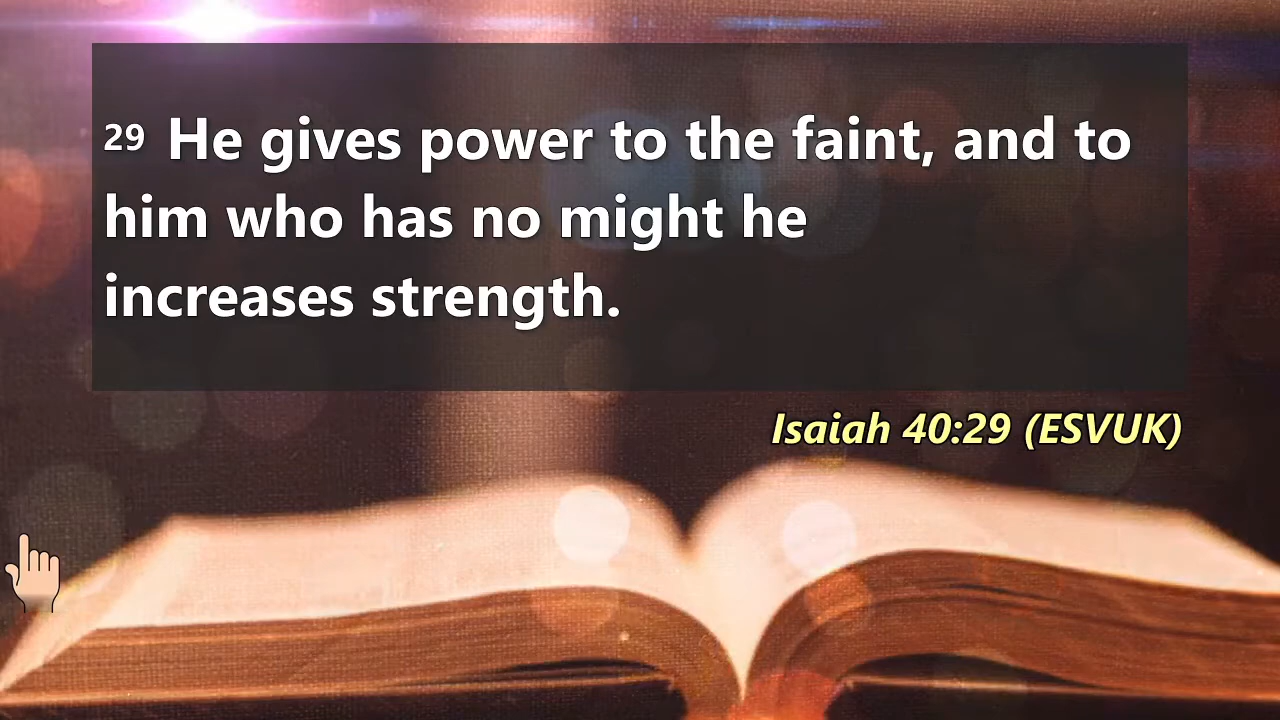 29 He gives power to the faint, and to
him who has no might he
increases strength.
Isaiah 40:29 (ESVUK)